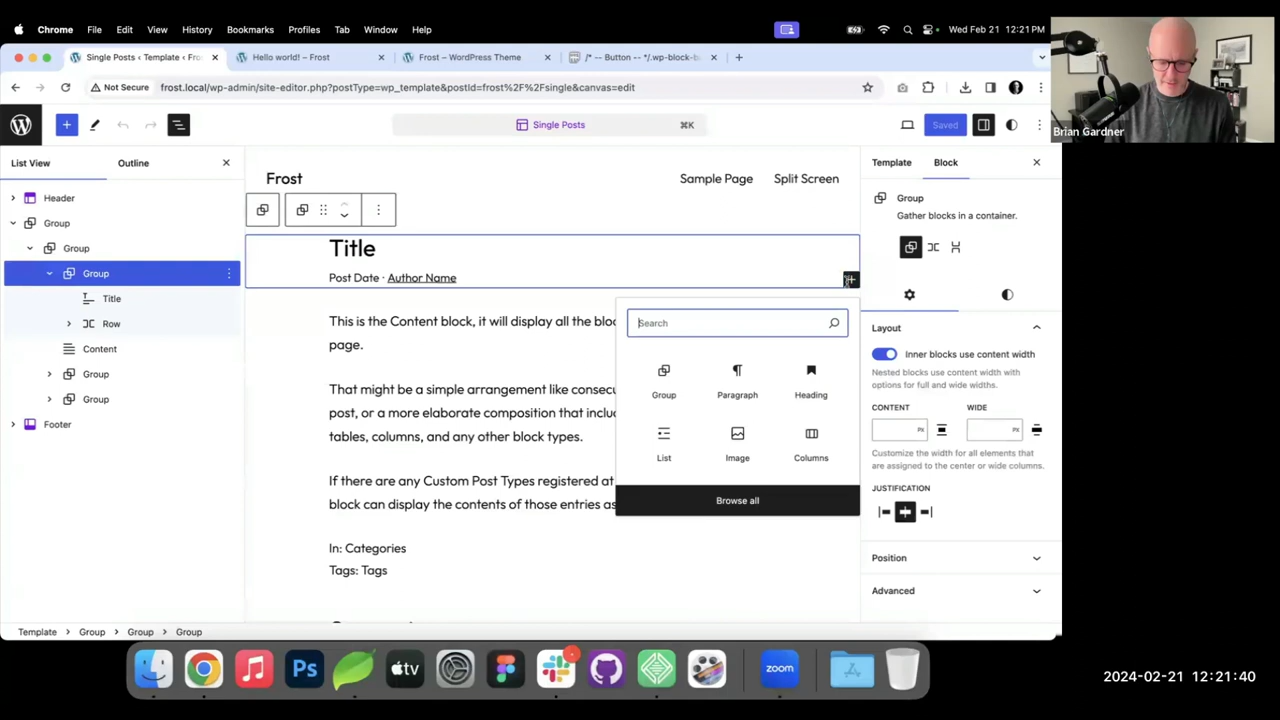 Chrome File Edit View History Bookmarks Profiles Tab Window Help
Wed Feb 21 12:21 PM
Single Posts ‹ Template ‹ Fro
Hello world! – Frost
Frost – WordPress Theme
/* -- Button -- */.wp-block-b
Not Secure
frost.local/wp-admin/site-editor.php?postType=wp_template&postId=frost%2F%2Fsingle&canvas=edit
Brian Gardner
Single Posts
⌘K
Saved
List View
Outline
Template
Block
Header
Group
Group
Group
Title
Row
Content
Group
Group
Footer
Frost
Sample Page
Split Screen
Title
Post Date · Author Name
This is the Content block, it will display all the bloc
page.
That might be a simple arrangement like consecu
post, or a more elaborate composition that inclu
tables, columns, and any other block types.
If there are any Custom Post Types registered at
block can display the contents of those entries as
In: Categories
Tags: Tags
Search
Group
Paragraph
Heading
List
Image
Columns
Browse all
Group
Gather blocks in a container.
Layout
Inner blocks use content width
Nested blocks use content width with
options for full and wide widths.
CONTENT
WIDE
PX
PX
Customize the width for all elements that
are assigned to the center or wide columns.
JUSTIFICATION
Position
Advanced
Template > Group > Group > Group
Ps
tv
zoom
2024-02-21 12:21:40